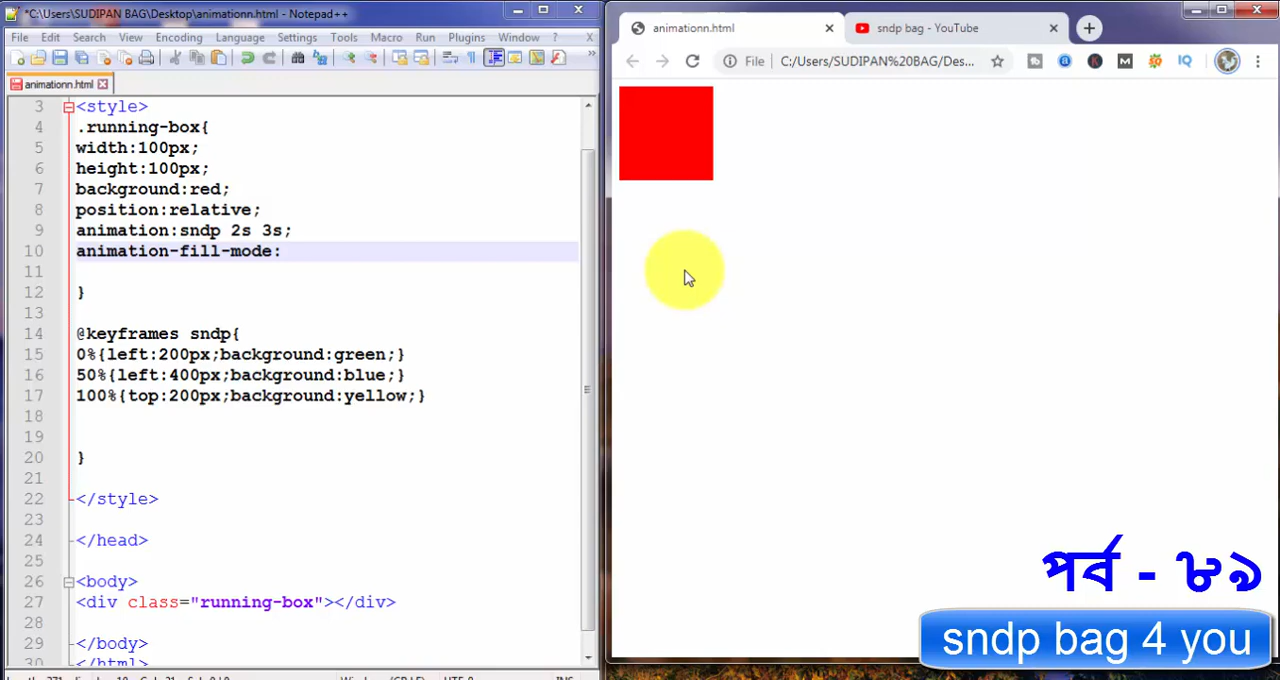 *C:\Users\SUDIPAN BAG\Desktop\animationn.html - Notepad++
File Edit Search View Encoding Language Settings Tools Macro Run Plugins Window ? X
animationn.html
3 <style>
4 .running-box{
5 width:100px;
6 height:100px;
7 background:red;
8 position:relative;
9 animation:sndp 2s 3s;
10 animation-fill-mode:
11
12 }
13
14 @keyframes sndp{
15 0%{left:200px;background:green;}
16 50%{left:400px;background:blue;}
17 100%{top:200px;background:yellow;}
18
19
20 }
21
22 </style>
23
24 </head>
25
26 <body>
27 <div class="running-box"></div>
28
29 </body>
30 </html>
animationn.html
sndp bag - YouTube
File C:/Users/SUDIPAN%20BAG/Des...
পর্ব - ৮৯
sndp bag 4 you